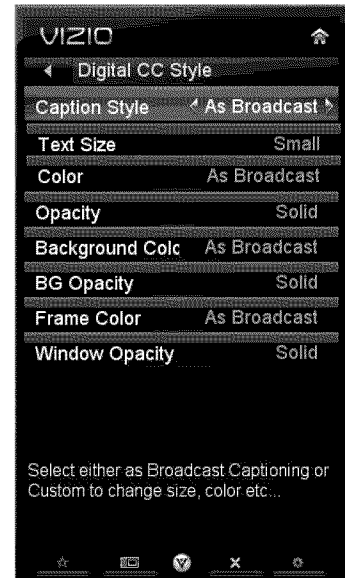 VIZIO
Digital CC Style
Caption Style As Broadcast
Text Size Small
Color As Broadcast
Opacity Solid
Background Colc As Broadcast
BG Opacity Solid
Frame Color As Broadcast
Window Opacity Solid
Select either as Broadcast Captioning or
Custom to change size, color etc...